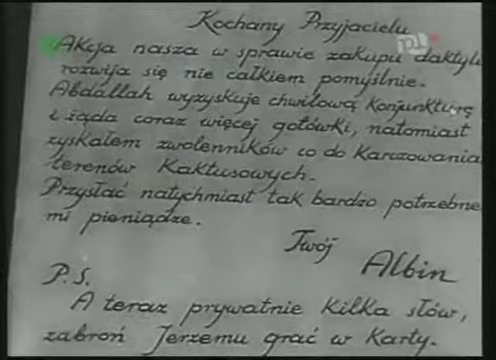 Kochany Przyjacielu
Akcja nasza w sprawie zakupu daktyli
rozwija się nie całkiem pomyślnie.
Abdallah wyzyskuje chwilową Konjunkturę
i żąda coraz więcej gotówki, natomiast
zyskałem zwolenników co do Karczowania
terenów Kaktusowych.
Przysłać natychmiast tak bardzo potrzebne
mi pieniądze.
Twój
Albin
P.S.
A teraz prywatnie Kilka słów,
zabroń Jerzemu grać w Karty.